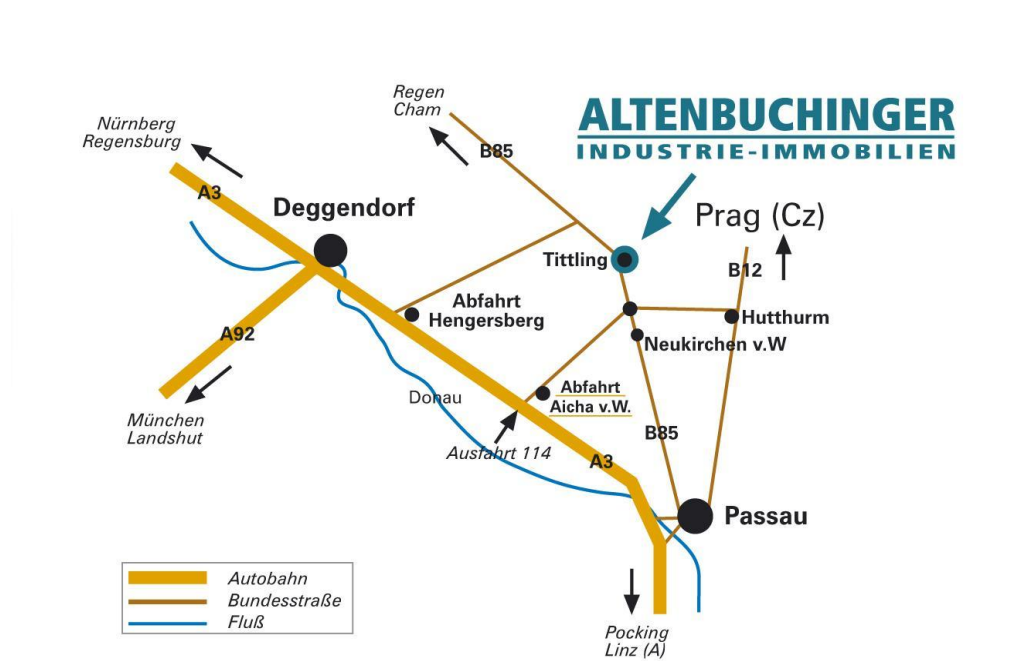 Regen
Cham
ALTENBUCHINGER
INDUSTRIE-IMMOBILIEN
Nürnberg
Regensburg
B85
A3
Deggendorf
Prag (Cz)
Tittling
B12
Abfahrt
Hengersberg
Hutthurm
A92
Neukirchen v.W
Abfahrt
Aicha v.W.
Donau
München
Landshut
B85
Ausfahrt 114
A3
Passau
Autobahn
Bundesstraße
Fluß
Pocking
Linz (A)